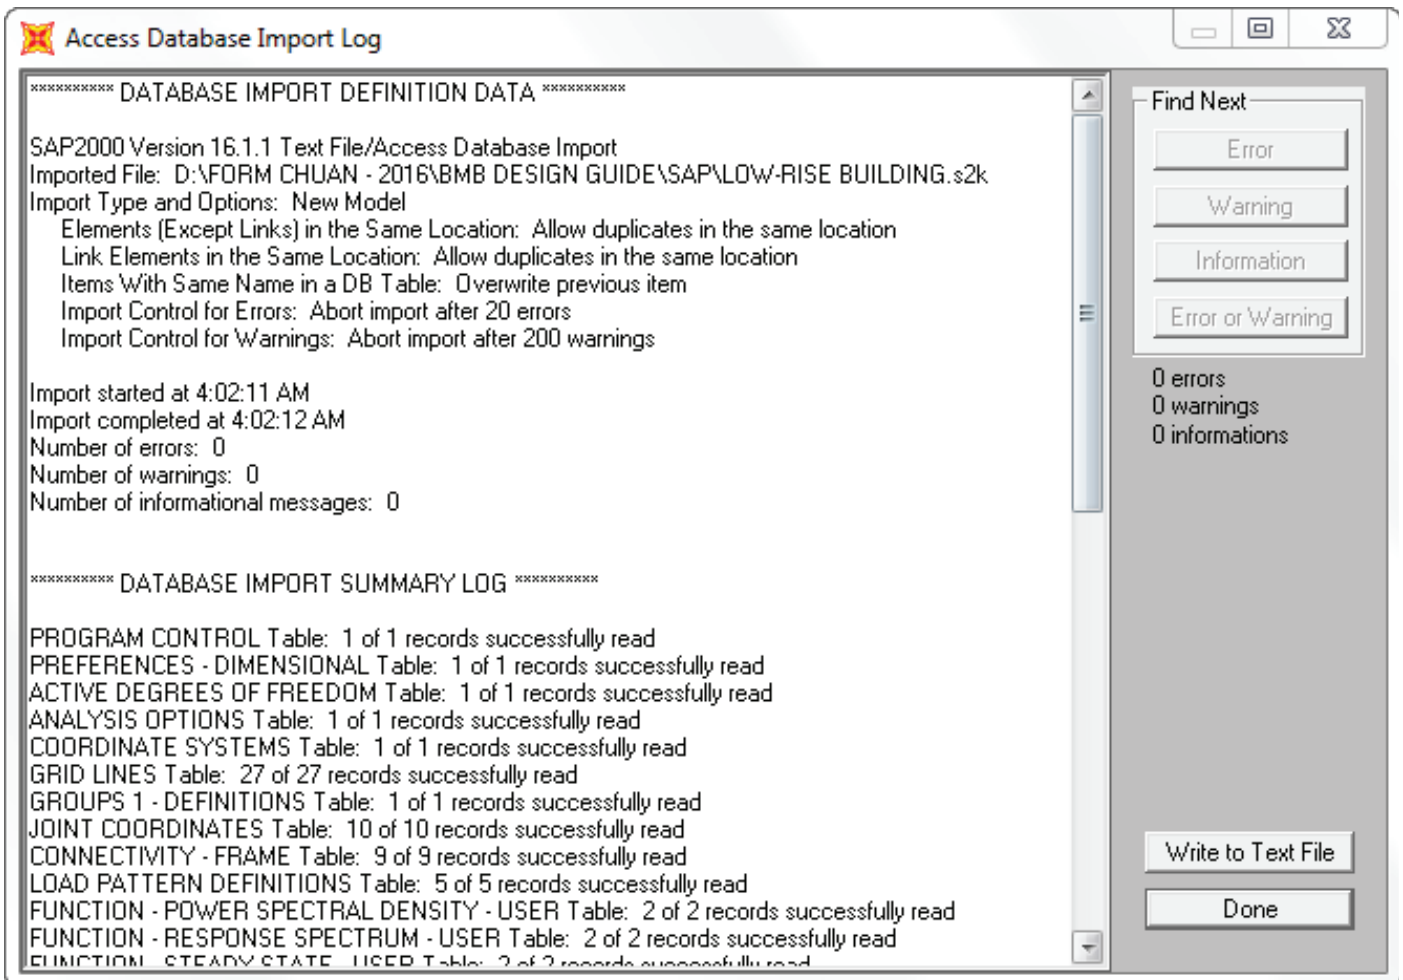 Access Database Import Log
********** DATABASE IMPORT DEFINITION DATA **********
SAP2000 Version 16.1.1 Text File/Access Database Import
Imported File:  D:\FORM CHUAN - 2016\BMB DESIGN GUIDE\SAP\LOW-RISE BUILDING.s2k
Import Type and Options:  New Model
Elements (Except Links) in the Same Location:  Allow duplicates in the same location
Link Elements in the Same Location:  Allow duplicates in the same location
Items With Same Name in a DB Table:  Overwrite previous item
Import Control for Errors:  Abort import after 20 errors
Import Control for Warnings:  Abort import after 200 warnings
Import started at 4:02:11 AM
Import completed at 4:02:12 AM
Number of errors:  0
Number of warnings:  0
Number of informational messages:  0
********** DATABASE IMPORT SUMMARY LOG **********
PROGRAM CONTROL Table:  1 of 1 records successfully read
PREFERENCES - DIMENSIONAL Table:  1 of 1 records successfully read
ACTIVE DEGREES OF FREEDOM Table:  1 of 1 records successfully read
ANALYSIS OPTIONS Table:  1 of 1 records successfully read
COORDINATE SYSTEMS Table:  1 of 1 records successfully read
GRID LINES Table:  27 of 27 records successfully read
GROUPS 1 - DEFINITIONS Table:  1 of 1 records successfully read
JOINT COORDINATES Table:  10 of 10 records successfully read
CONNECTIVITY - FRAME Table:  9 of 9 records successfully read
LOAD PATTERN DEFINITIONS Table:  5 of 5 records successfully read
FUNCTION - POWER SPECTRAL DENSITY - USER Table:  2 of 2 records successfully read
FUNCTION - RESPONSE SPECTRUM - USER Table:  2 of 2 records successfully read
FUNCTION - STEADY STATE - USER Table:  2 of 2 records successfully read
Find Next
Error
Warning
Information
Error or Warning
0 errors
0 warnings
0 informations
Write to Text File
Done